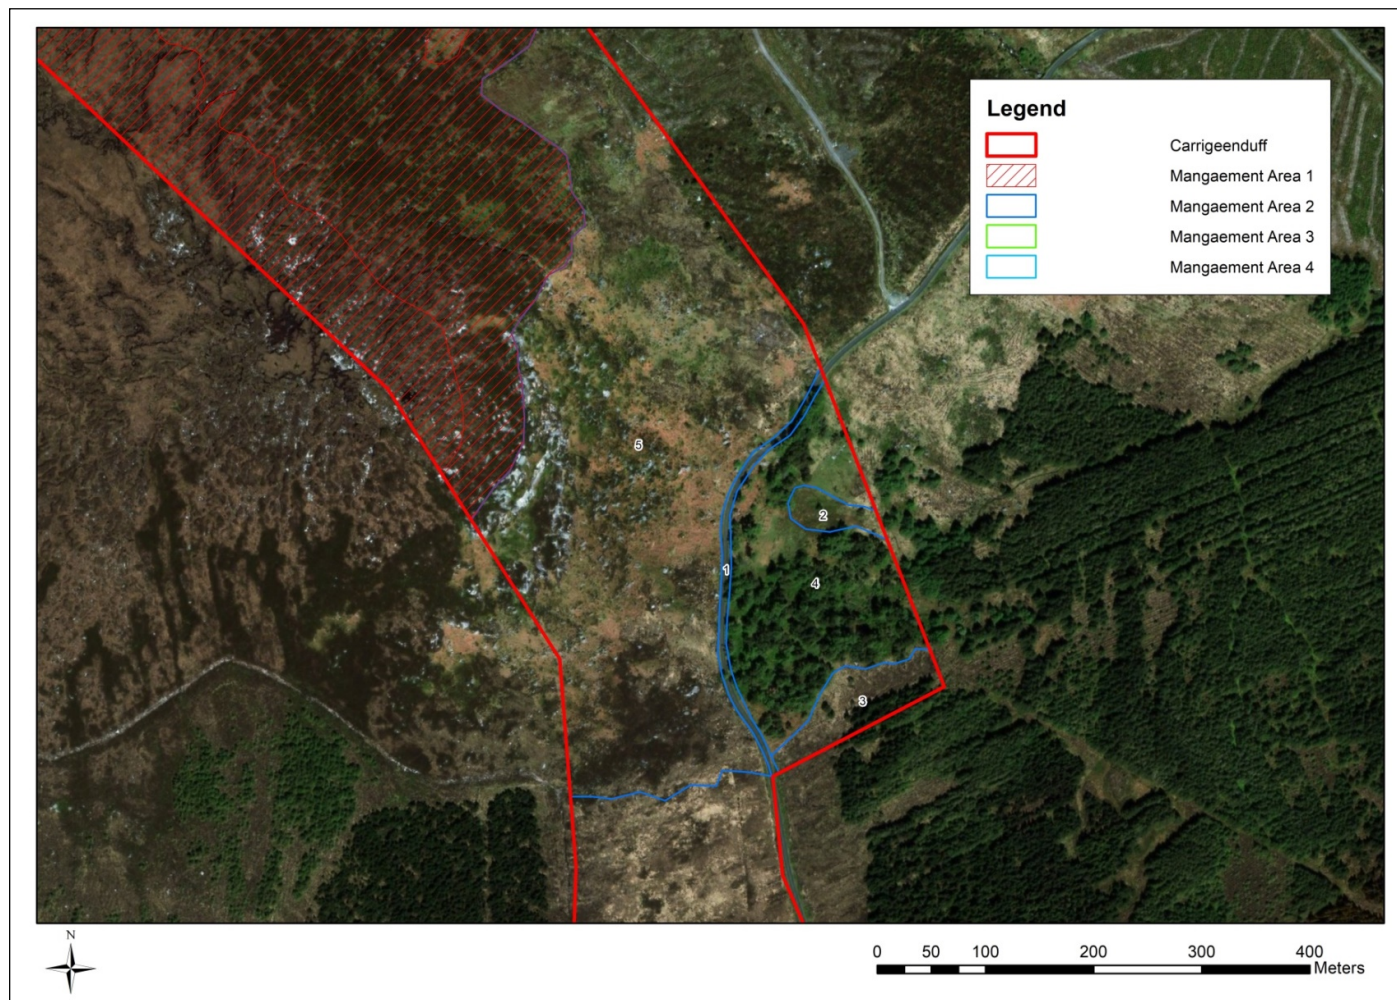 Legend
Carrigeenduff
Mangaement Area 1
Mangaement Area 2
Mangaement Area 3
Mangaement Area 4
5
2
1
4
3
N
0 50 100 200 300 400
Meters